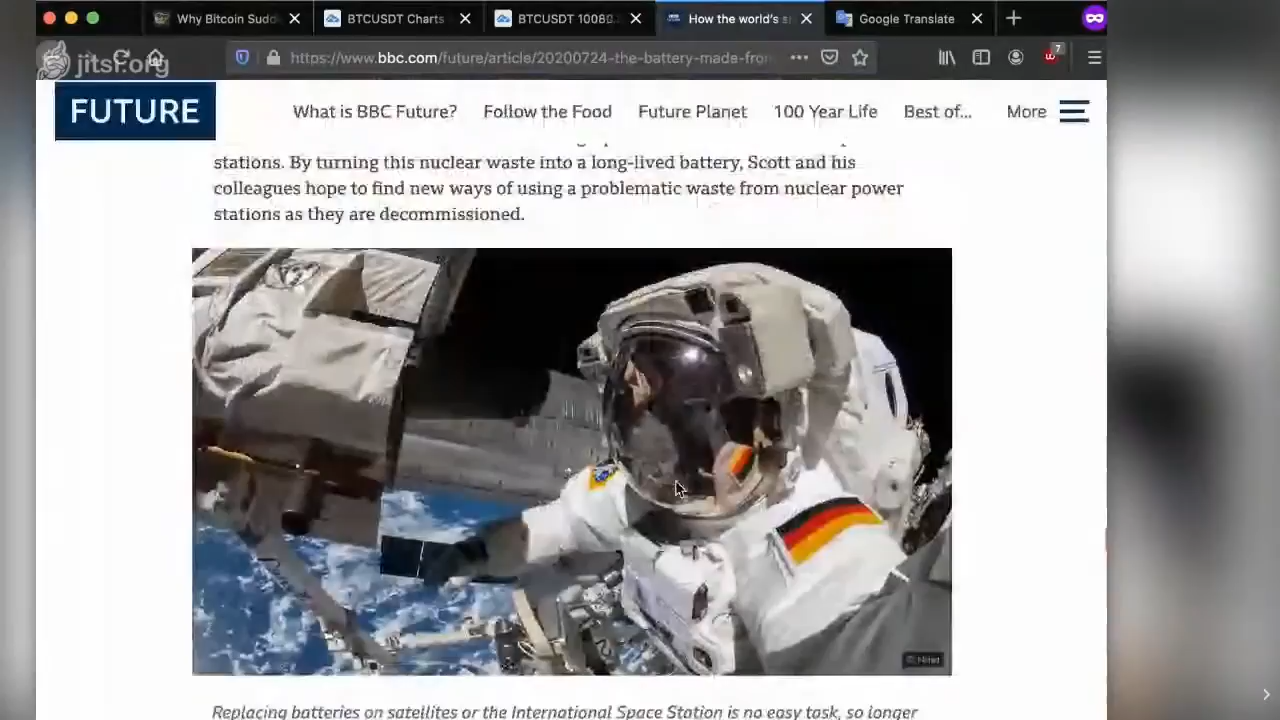 Why Bitcoin Sudd
BTCUSDT Charts
BTCUSDT 10080
How the world's s
Google Translate
jitsi.org
https://www.bbc.com/future/article/20200724-the-battery-made-from
7
FUTURE
What is BBC Future?
Follow the Food
Future Planet
100 Year Life
Best of...
More
stations. By turning this nuclear waste into a long-lived battery, Scott and his
colleagues hope to find new ways of using a problematic waste from nuclear power
stations as they are decommissioned.
Replacing batteries on satellites or the International Space Station is no easy task, so longer